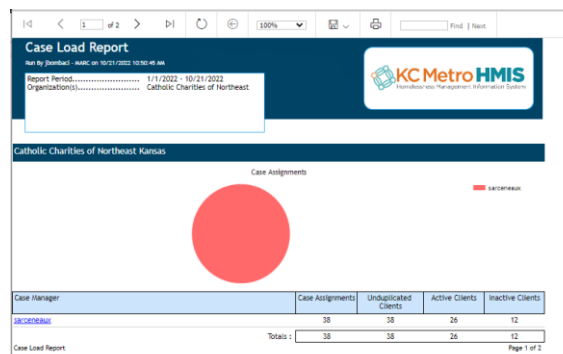 1 of 2 100% Find | Next
Case Load Report
Run By jbombaci - MARC on 10/21/2022 10:50:45 AM
Report Period........................ 1/1/2022 - 10/21/2022
Organization(s)....................... Catholic Charities of Northeast
KC Metro HMIS
Homelessness Management Information System
Catholic Charities of Northeast Kansas
Case Assignments
sarceneaux
Case Manager Case Assignments Unduplicated Clients Active Clients Inactive Clients
sarceneaux 38 38 26 12
Totals : 38 38 26 12
Case Load Report Page 1 of 2